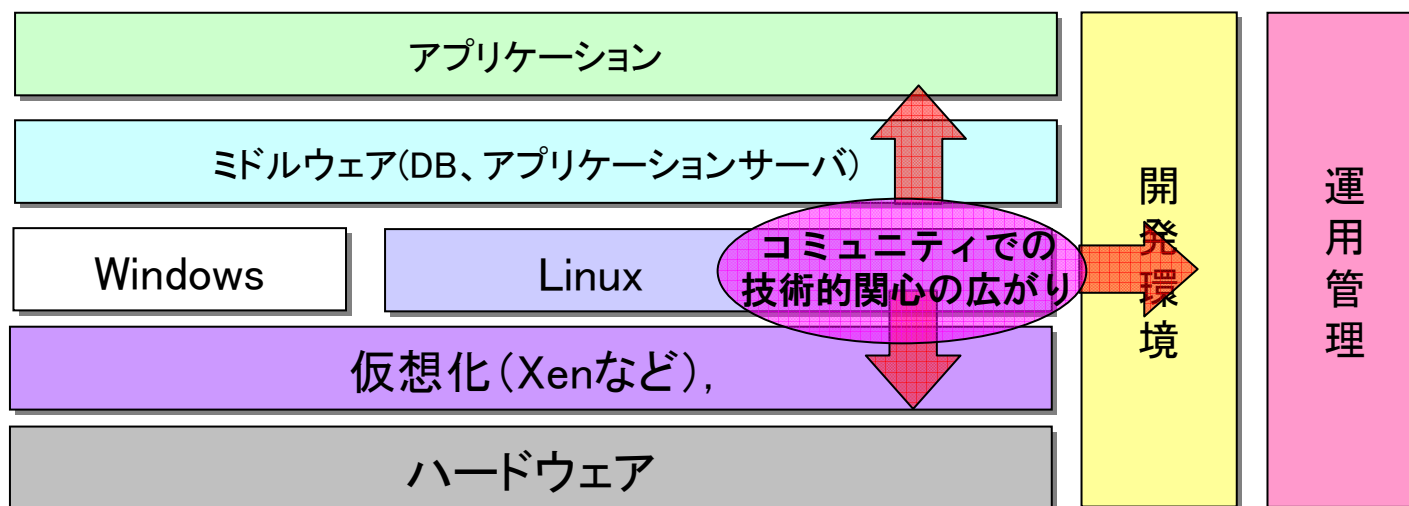 アプリケーション
ミドルウェア(DB、アプリケーションサーバ)
Windows
Linux
コミュニティでの
技術的関心の広がり
仮想化(Xenなど),
ハードウェア
開発環境
運用管理